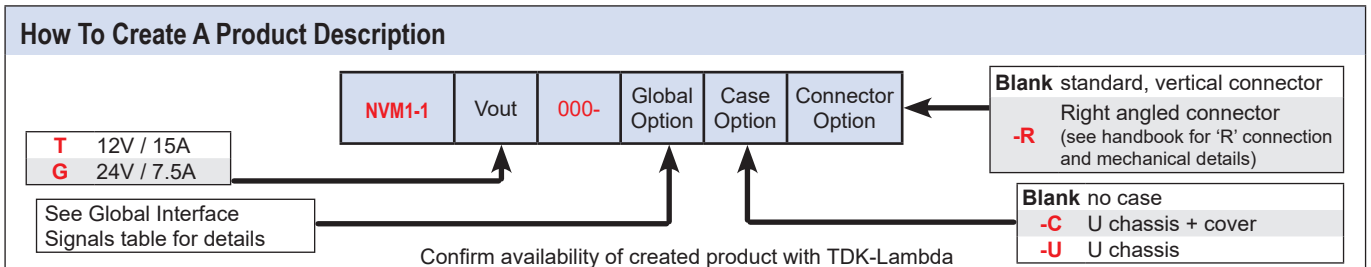 How To Create A Product Description
NVM1-1 Vout 000- Global Option Case Option Connector Option
T 12V / 15A
G 24V / 7.5A
See Global Interface
Signals table for details
Blank standard, vertical connector
-R Right angled connector
(see handbook for ‘R’ connection
and mechanical details)
Blank no case
-C U chassis + cover
-U U chassis
Confirm availability of created product with TDK-Lambda